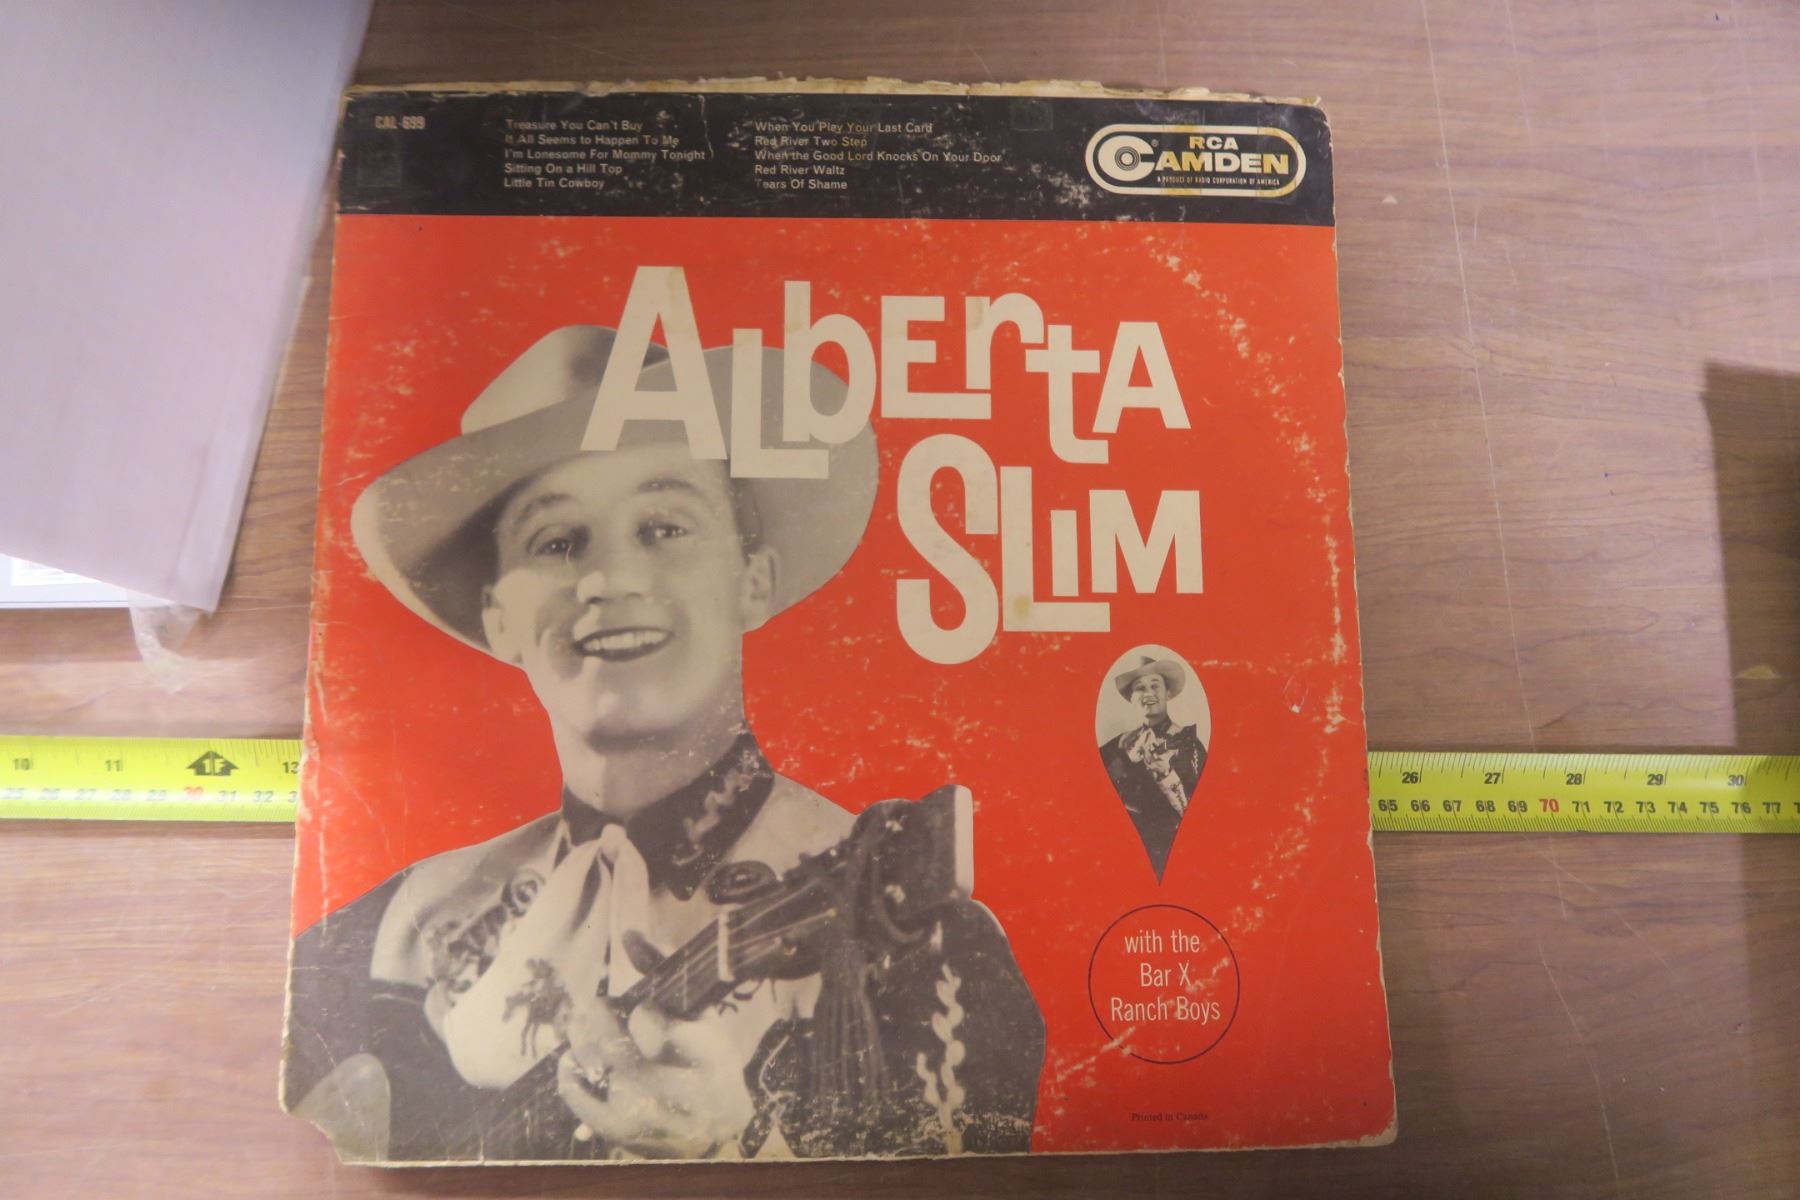 CAL-699
Treasure You Can't Buy
It All Seems to Happen To Me
I'm Lonesome For Mommy Tonight
Sitting On a Hill Top
Little Tin Cowboy
When You Play Your Last Card
Red River Two Step
When the Good Lord Knocks On Your Door
Red River Waltz
Tears Of Shame
RCA
CAMDEN
®
A PRODUCT OF RADIO CORPORATION OF AMERICA
ALbErtA
SLiM
with the
Bar X
Ranch Boys
Printed in Canada
10 11 1F 13
25 26 27 28 29 30 31 32 3
26 27 28 29 30
65 66 67 68 69 70 71 72 73 74 75 76 77